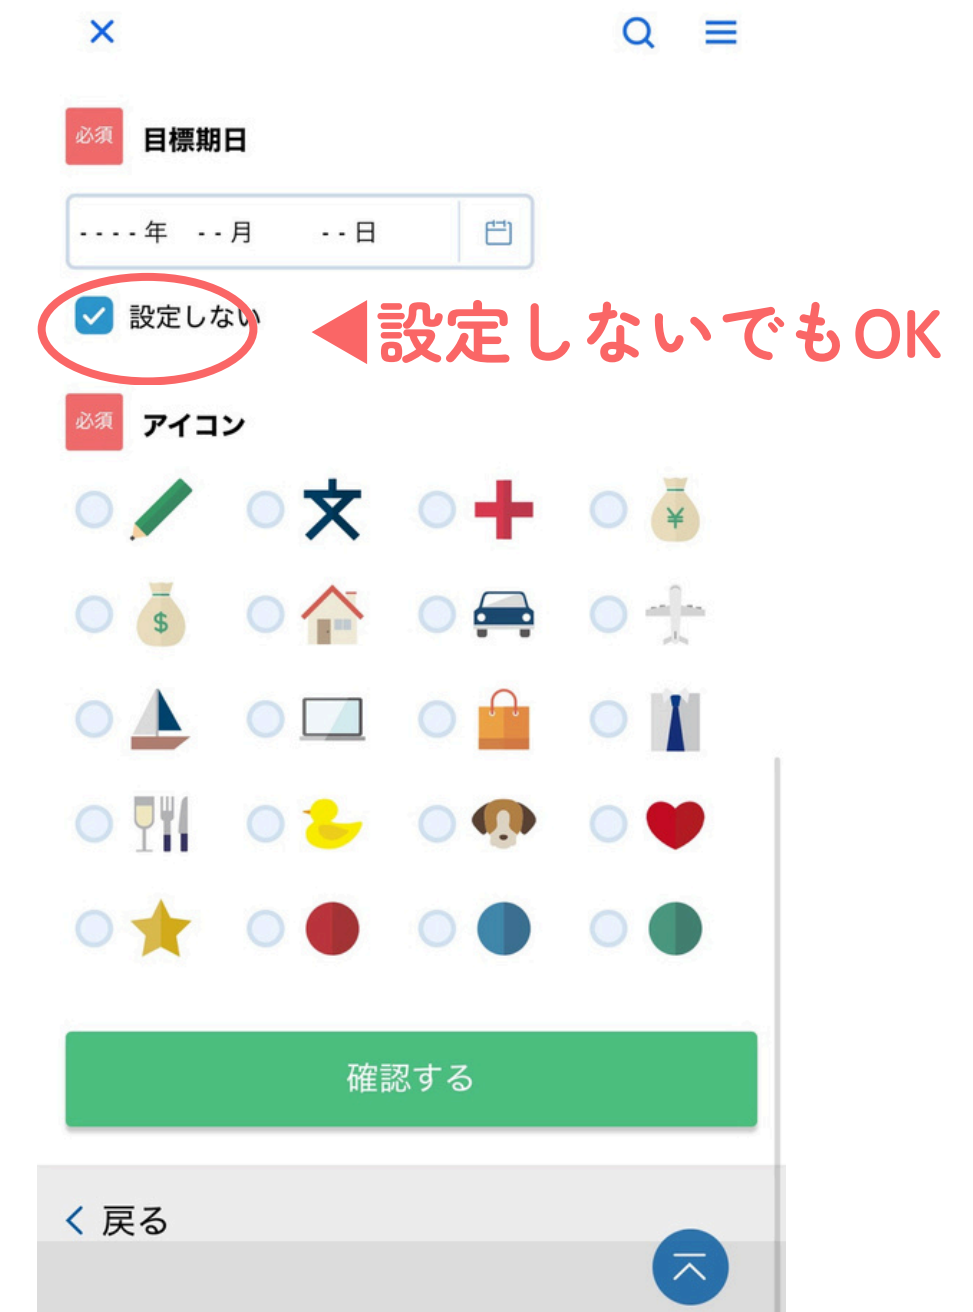 必須 目標期日
----年 --月 --日
設定しない
◀設定しないでもOK
必須 アイコン
文
¥
$
確認する
戻る